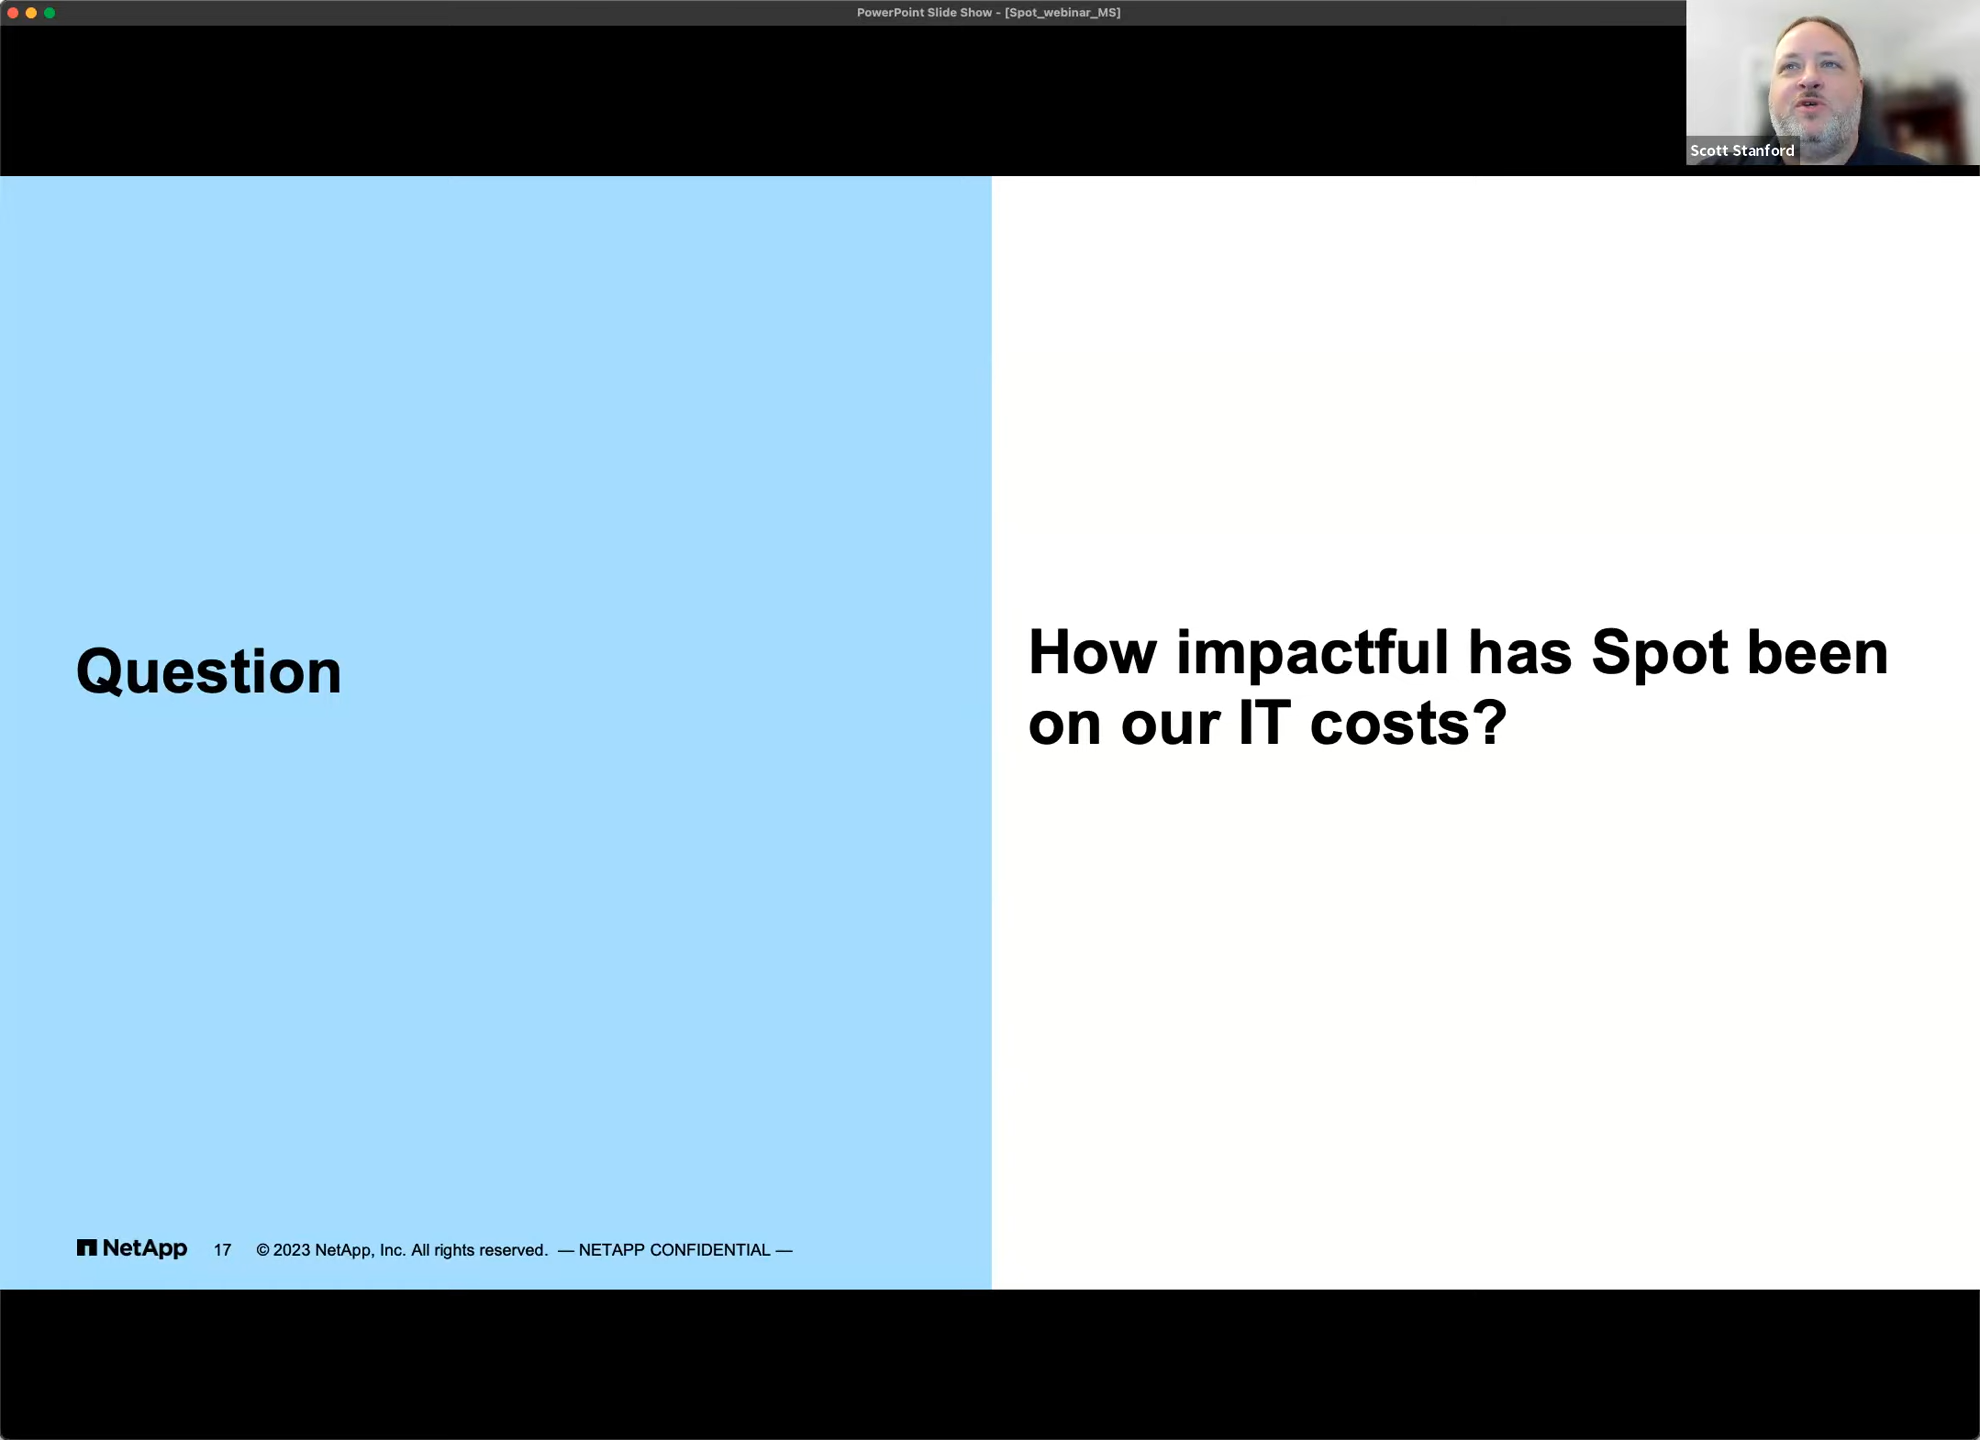 PowerPoint Slide Show - [Spot_webinar_MS]
Scott Stanford
Question
How impactful has Spot been
on our IT costs?
NetApp 17 © 2023 NetApp, Inc. All rights reserved. — NETAPP CONFIDENTIAL —